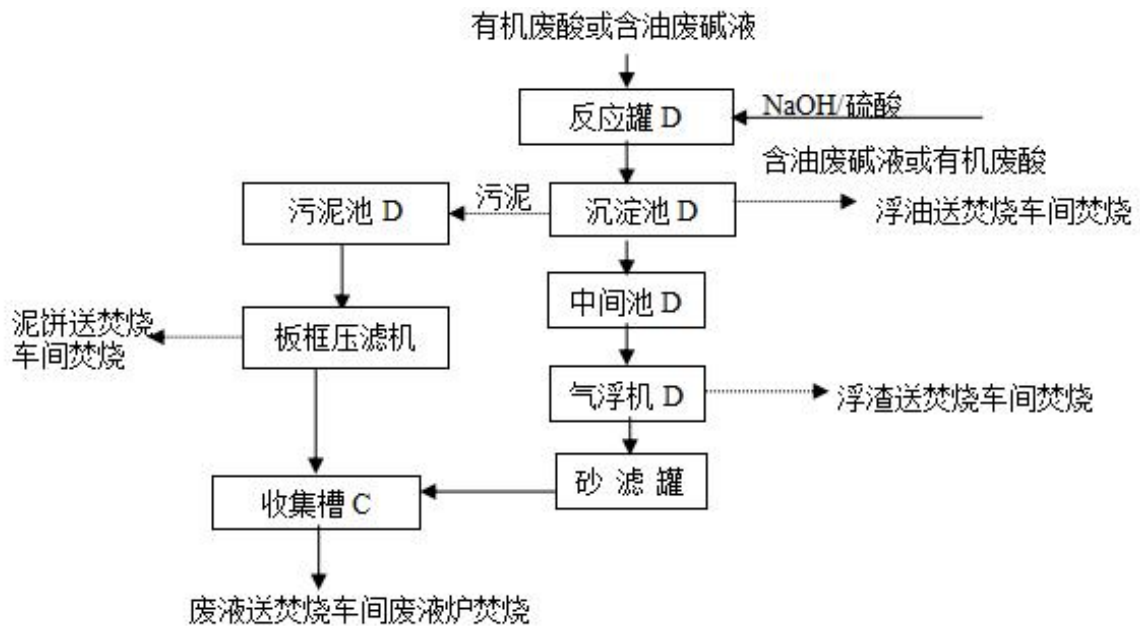 有机废酸或含油废碱液
反应罐 D
NaOH/硫酸
含油废碱液或有机废酸
污泥池 D
污泥
沉淀池 D
浮油送焚烧车间焚烧
中间池 D
泥饼送焚烧
车间焚烧
板框压滤机
气浮机 D
浮渣送焚烧车间焚烧
砂 滤 罐
收集槽 C
废液送焚烧车间废液炉焚烧